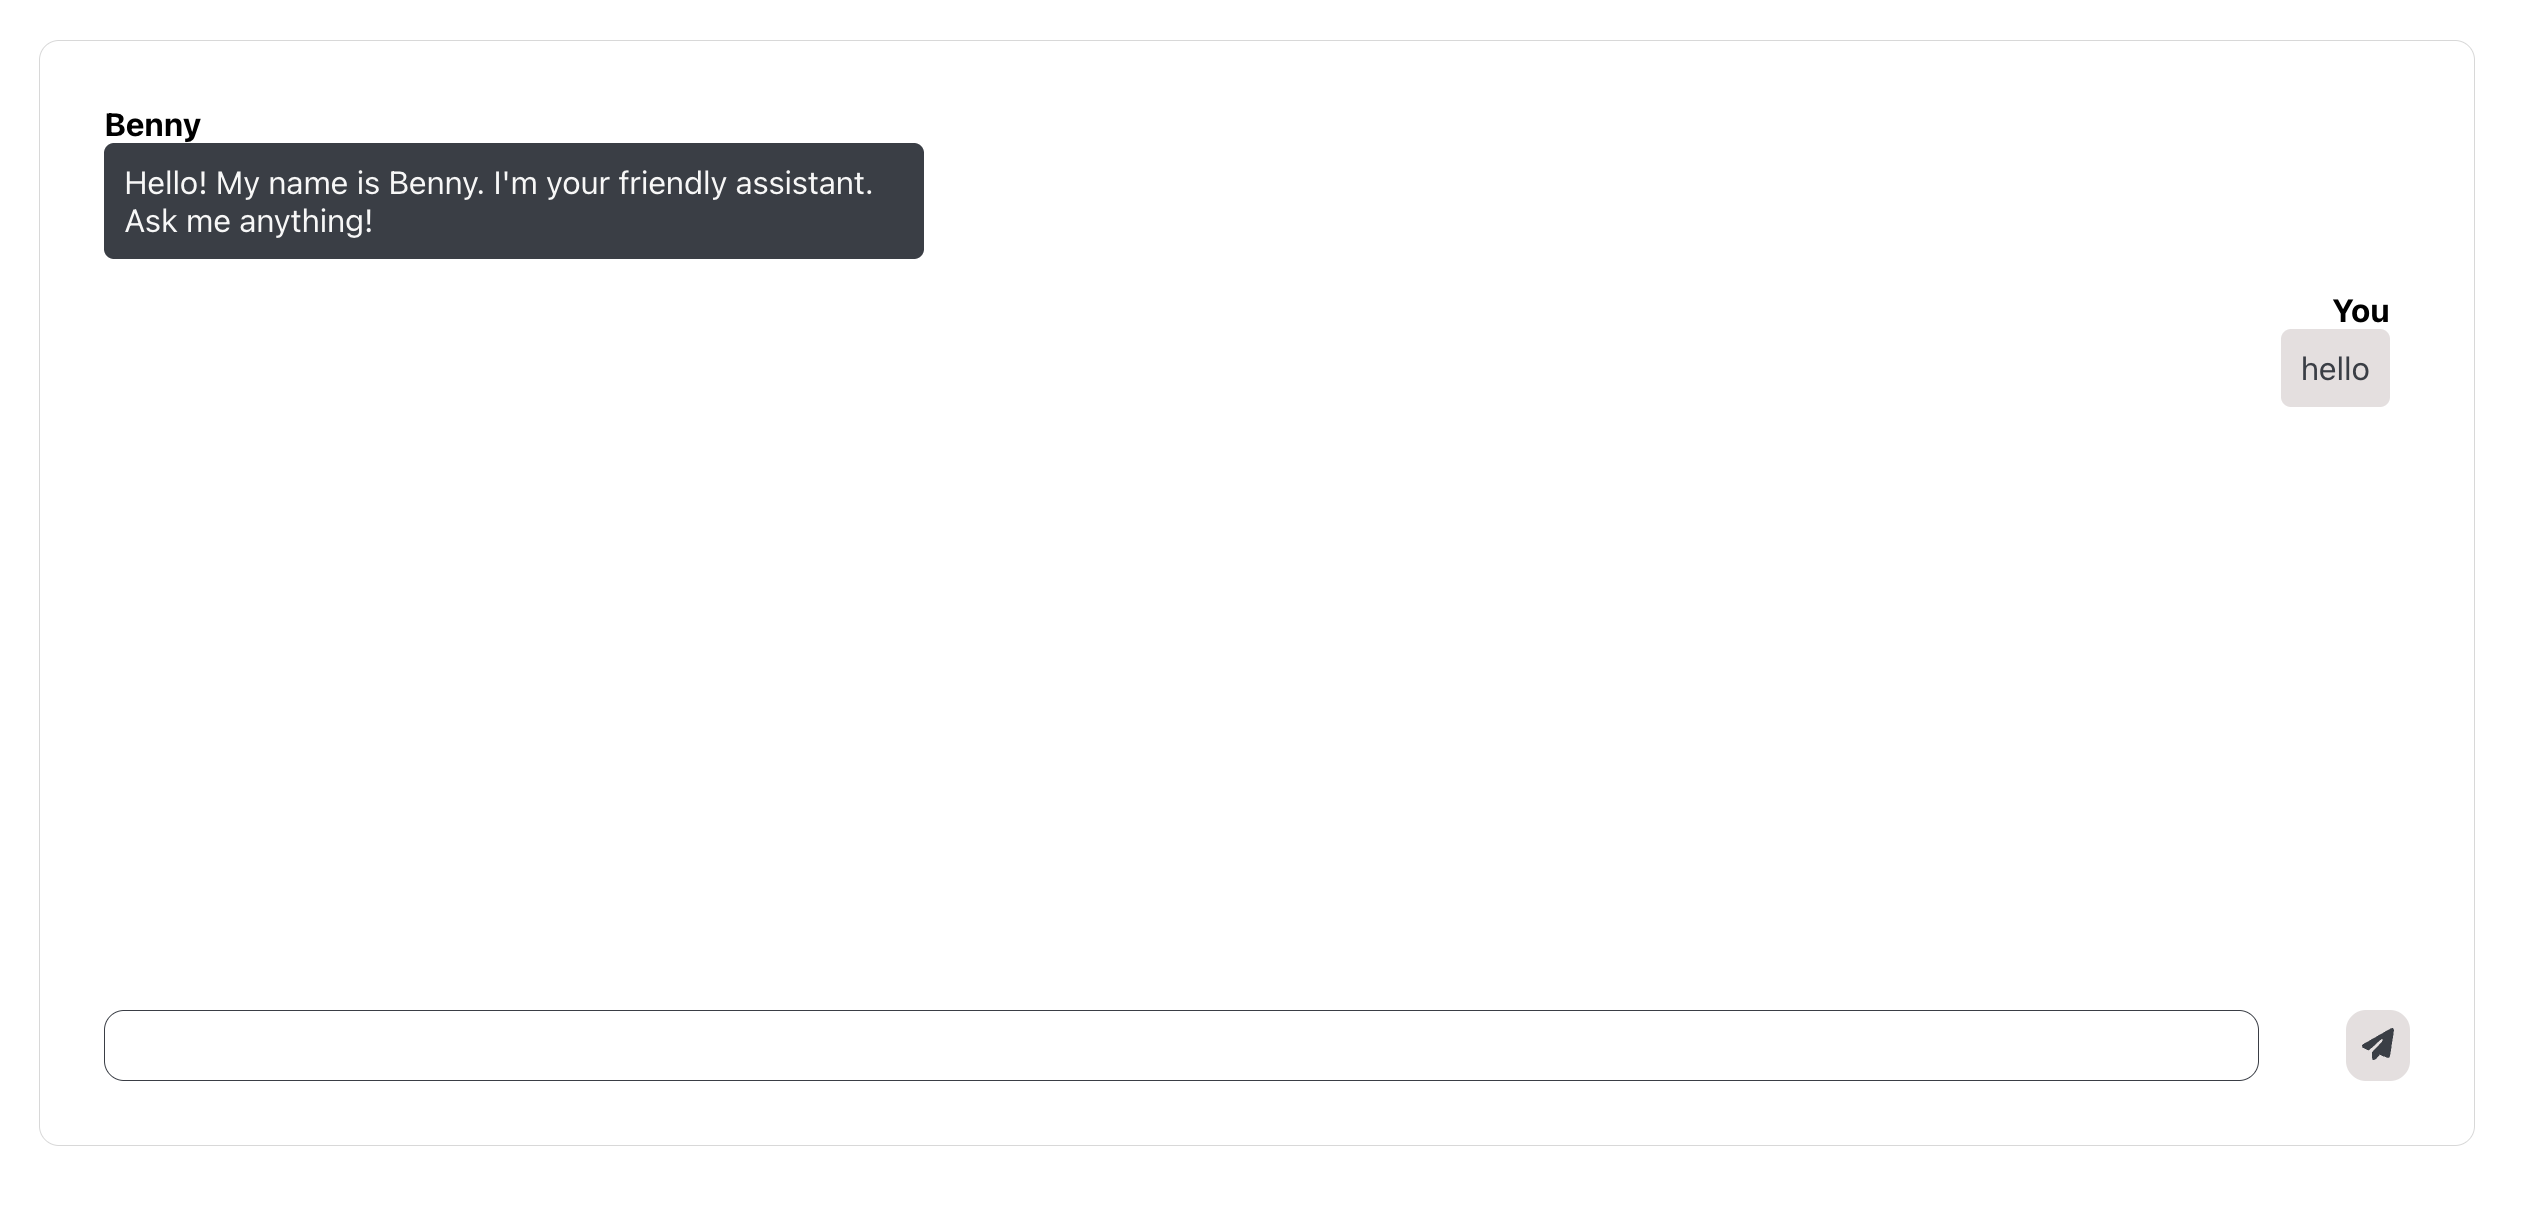 Benny
Hello! My name is Benny. I'm your friendly assistant.
Ask me anything!
You
hello